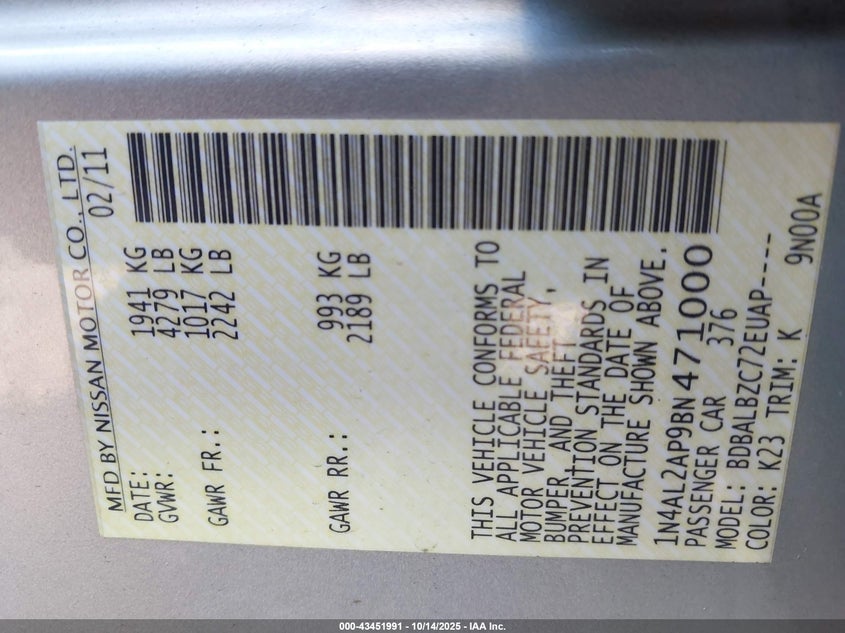 MFD BY NISSAN MOTOR CO., LTD.
DATE: 02/11
GVWR: 1941 KG
4279 LB
GAWR FR.: 1017 KG
2242 LB
GAWR RR.: 993 KG
2189 LB
THIS VEHICLE CONFORMS TO
ALL APPLICABLE FEDERAL
MOTOR VEHICLE SAFETY,
BUMPER, AND THEFT
PREVENTION STANDARDS IN
EFFECT ON THE DATE OF
MANUFACTURE SHOWN ABOVE.
1N4AL2AP9BN471000
PASSENGER CAR 376
MODEL: BDBALBZC72EUAP----
COLOR: K23 TRIM: K 9N00A
000-43451991 - 10/14/2025 - IAA Inc.